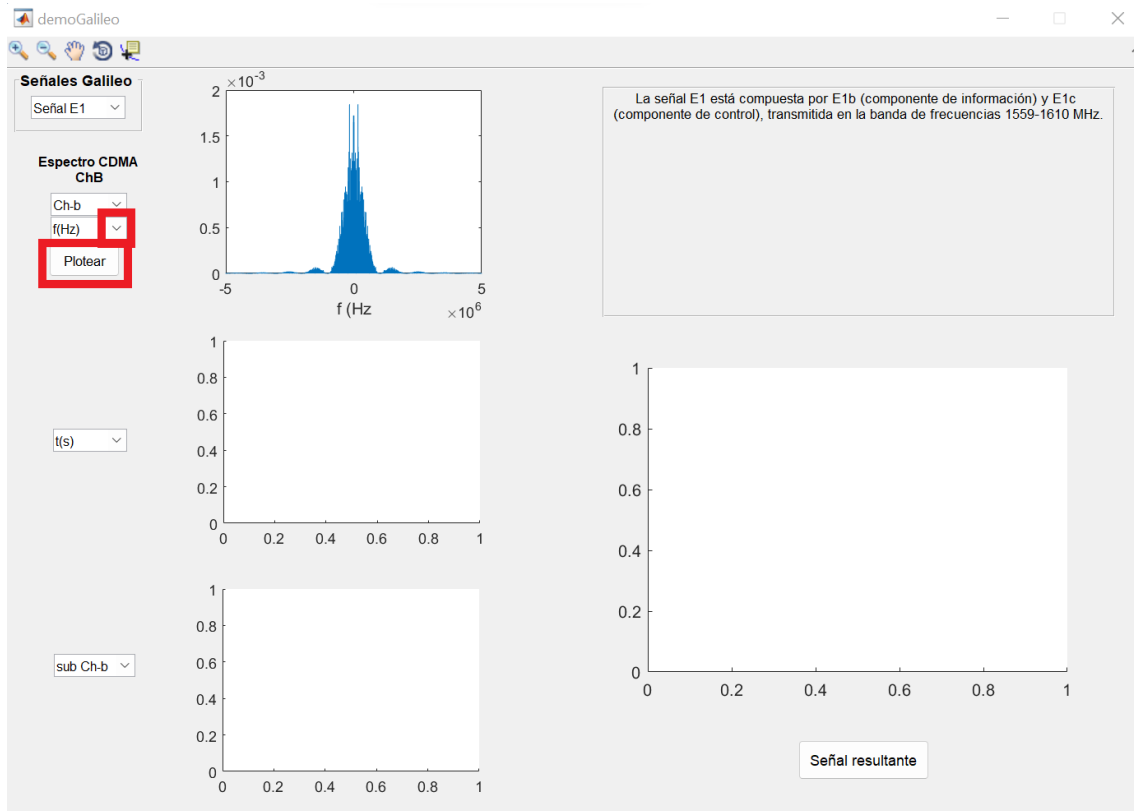 demoGalileo
Señales Galileo
Señal E1
Espectro CDMA
ChB
Ch-b
f(Hz)
Plotear
×10^-3
2
1.5
1
0.5
0
-5
0
5
f (Hz
×10^6
La señal E1 está compuesta por E1b (componente de información) y E1c
(componente de control), transmitida en la banda de frecuencias 1559-1610 MHz.
t(s)
1
0.8
0.6
0.4
0.2
0
0 0.2 0.4 0.6 0.8 1
sub Ch-b
1
0.8
0.6
0.4
0.2
0
0 0.2 0.4 0.6 0.8 1
1
0.8
0.6
0.4
0.2
0
0 0.2 0.4 0.6 0.8 1
Señal resultante